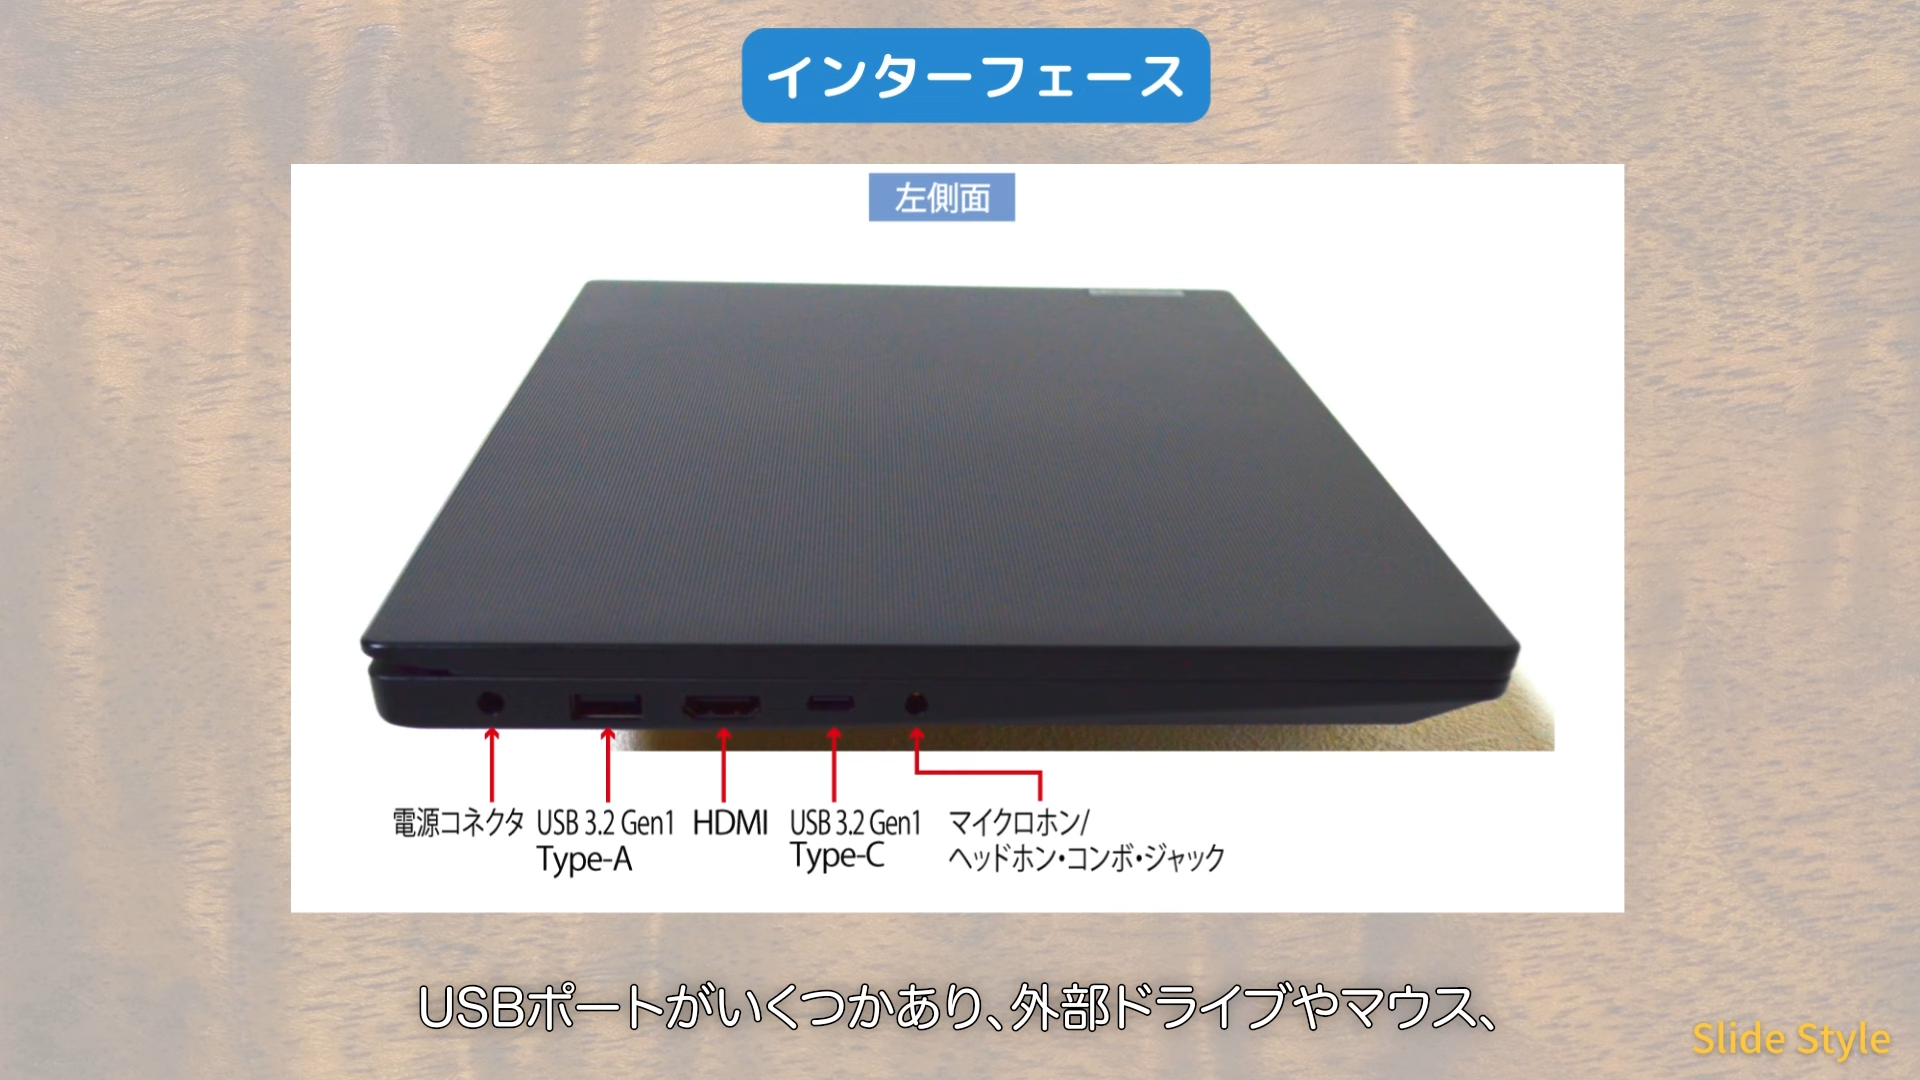 インターフェース
左側面
電源コネクタ
USB 3.2 Gen1
Type-A
HDMI
USB 3.2 Gen1
Type-C
マイクロホン/
ヘッドホン・コンボ・ジャック
USBポートがいくつかあり、外部ドライブやマウス、
Slide Style